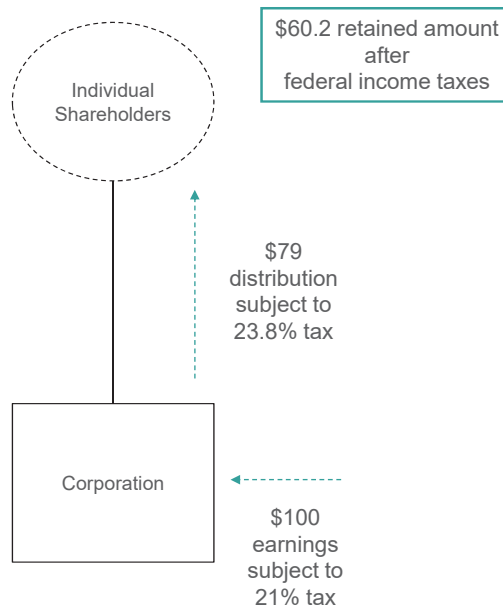 $60.2 retained amount
after
federal income taxes
Individual
Shareholders
$79
distribution
subject to
23.8% tax
Corporation
$100
earnings
subject to
21% tax